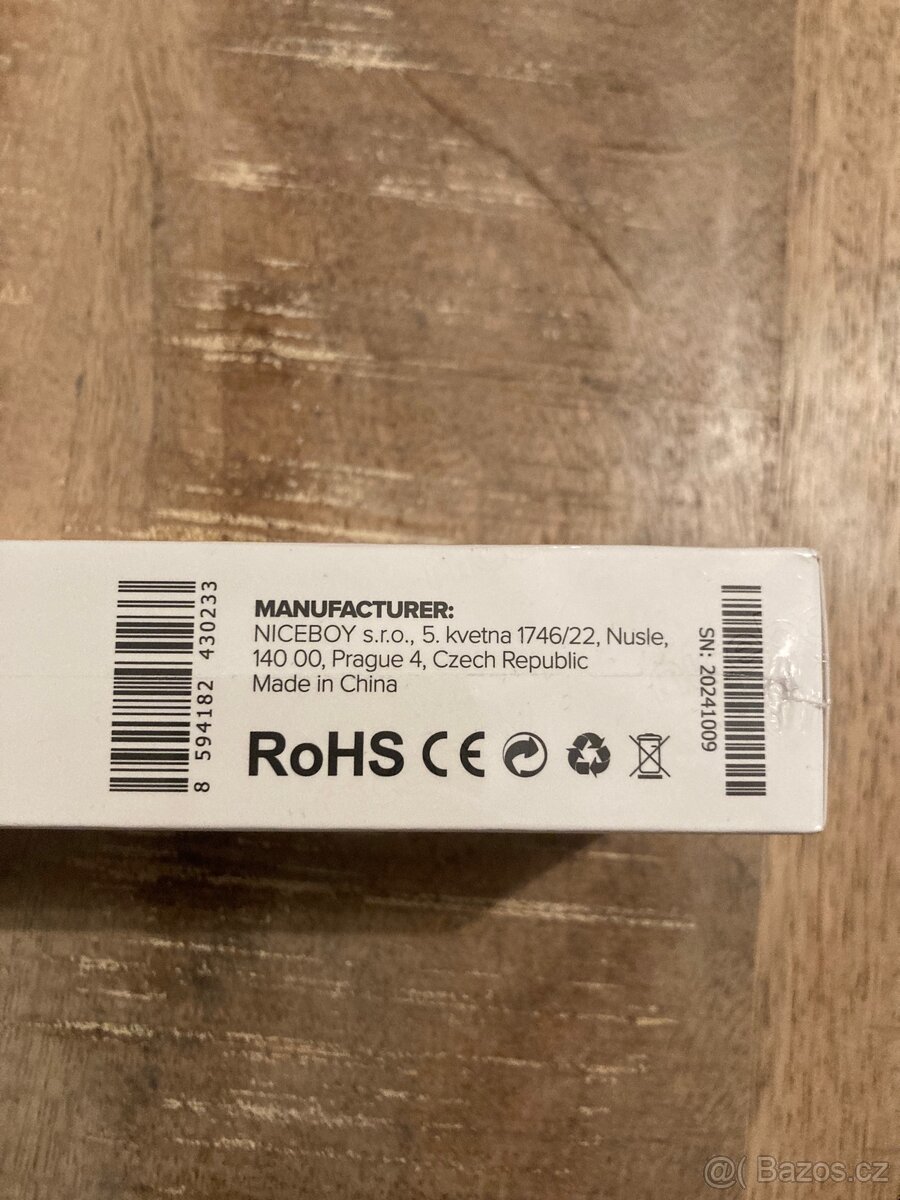 8 594182 430233
MANUFACTURER:
NICEBOY s.r.o., 5. kvetna 1746/22, Nusle,
140 00, Prague 4, Czech Republic
Made in China
RoHS CE
SN: 20241009
@( Bazos.cz